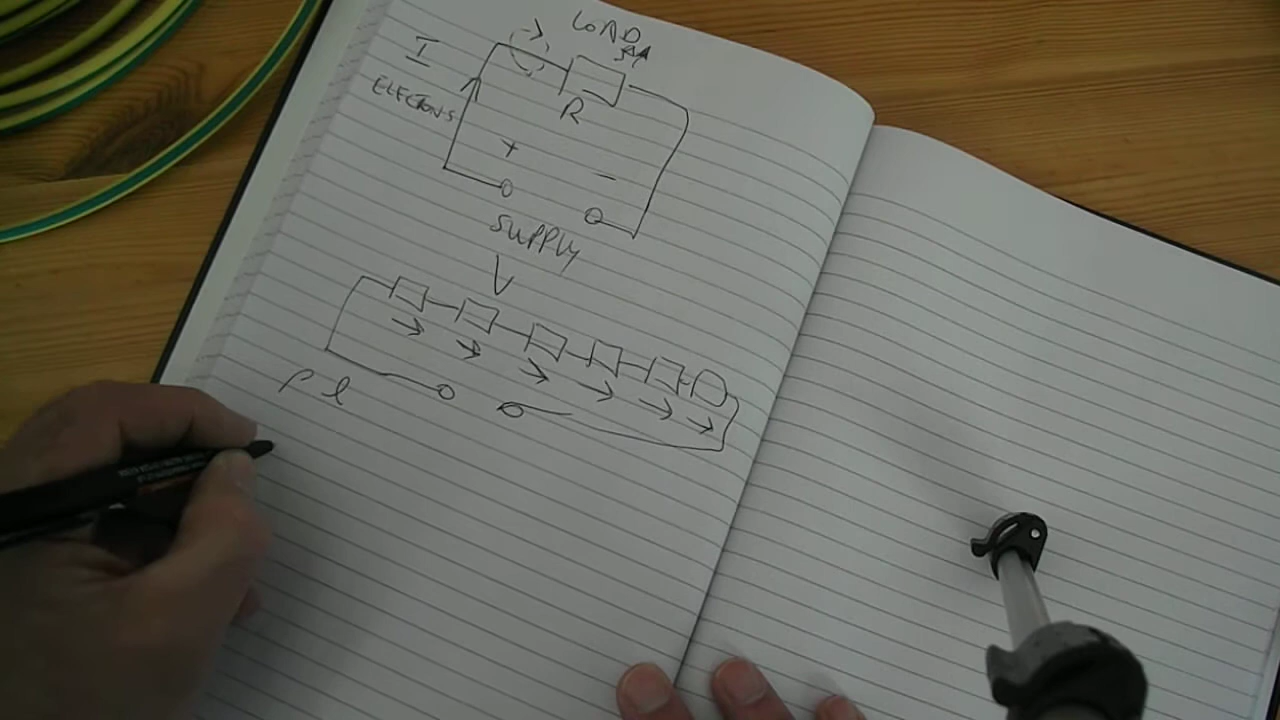 LOAD
I
ELECTONS
R
+ -
SUPPLY
V
ρ l